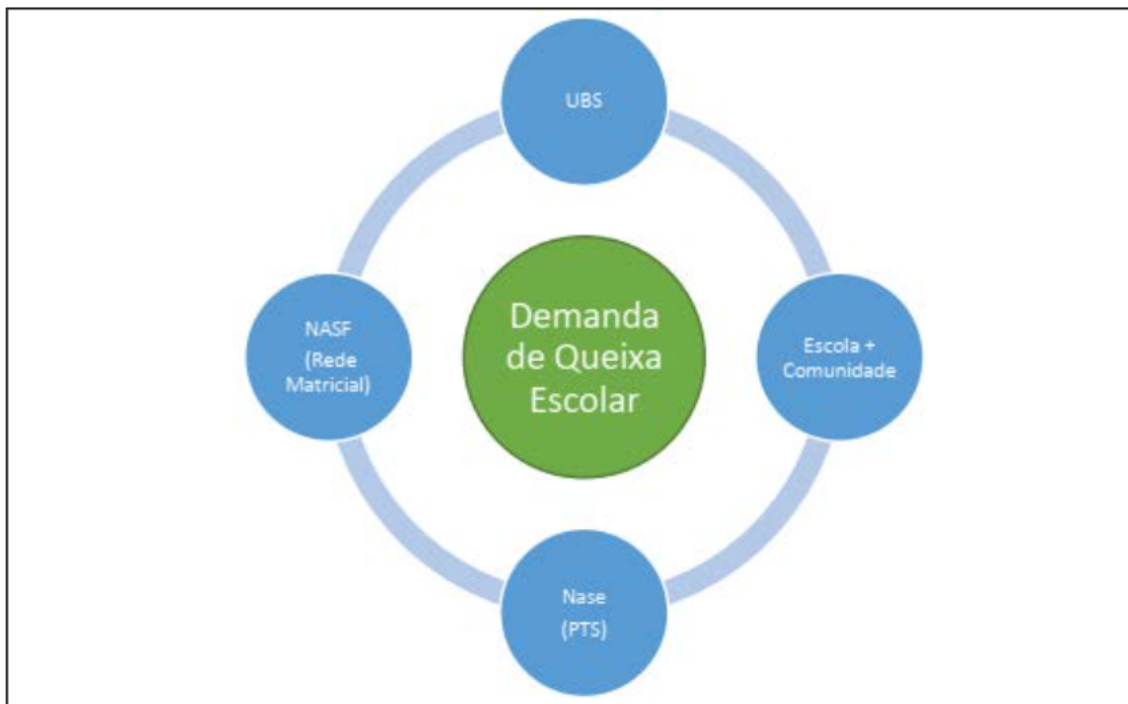 UBS
Demanda
de Queixa
Escolar
NASF
(Rede
Matricial)
Escola +
Comunidade
Nase
(PTS)